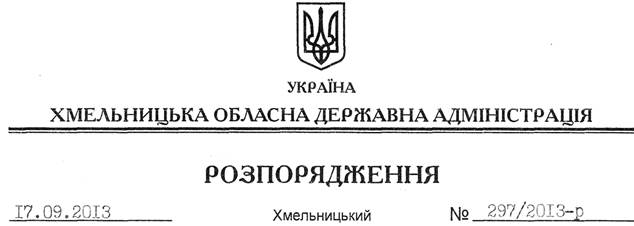 УКРАЇНА
ХМЕЛЬНИЦЬКА ОБЛАСНА ДЕРЖАВНА АДМІНІСТРАЦІЯ
РОЗПОРЯДЖЕННЯ
17.09.2013 Хмельницький № 297/2013-р